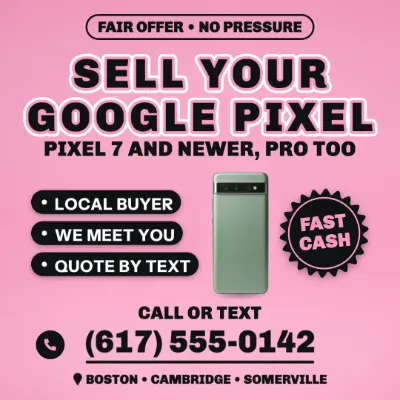 FAIR OFFER • NO PRESSURE
SELL YOUR
GOOGLE PIXEL
PIXEL 7 AND NEWER, PRO TOO
• LOCAL BUYER
• WE MEET YOU
• QUOTE BY TEXT
FAST
CASH
CALL OR TEXT
(617) 555-0142
BOSTON • CAMBRIDGE • SOMERVILLE